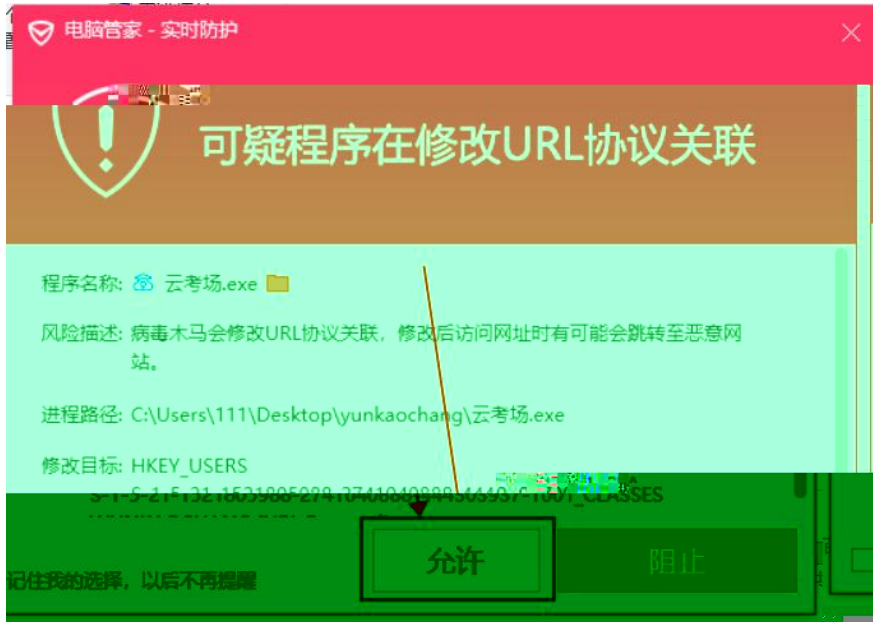 电脑管家 - 实时防护
可疑程序在修改URL协议关联
程序名称: 云考场.exe
风险描述: 病毒木马会修改URL协议关联，修改后访问网址时有可能会跳转至恶意网
站。
进程路径: C:\Users\111\Desktop\yunkaochang\云考场.exe
修改目标: HKEY_USERS
允许 阻止
记住我的选择，以后不再提醒